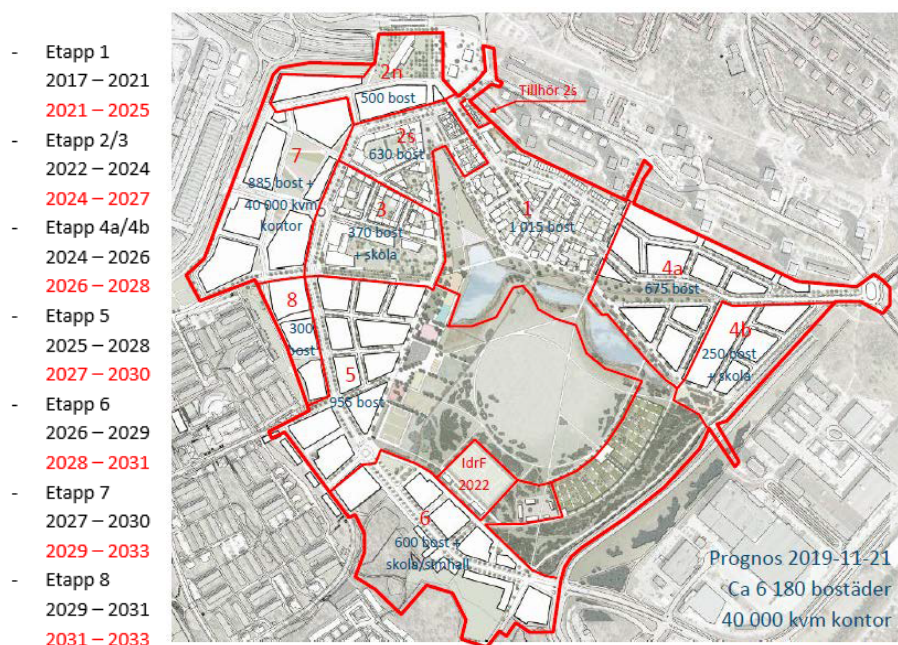 - Etapp 1
2017 – 2021
2021 – 2025
- Etapp 2/3
2022 – 2024
2024 – 2027
- Etapp 4a/4b
2024 – 2026
2026 – 2028
- Etapp 5
2025 – 2028
2027 – 2030
- Etapp 6
2026 – 2029
2028 – 2031
- Etapp 7
2027 – 2030
2029 – 2033
- Etapp 8
2029 – 2031
2031 – 2033
2n
500 bost
Tillhör 2s
2s
630 bost
7
885 bost +
40 000 kvm
kontor
3
370 bost
+ skola
1
1 015 bost
4a
675 bost
4b
250 bost
+ skola
8
300
bost
5
955 bost
IdrF
2022
6
600 bost +
skola/simhall
Prognos 2019-11-21
Ca 6 180 bostäder
40 000 kvm kontor